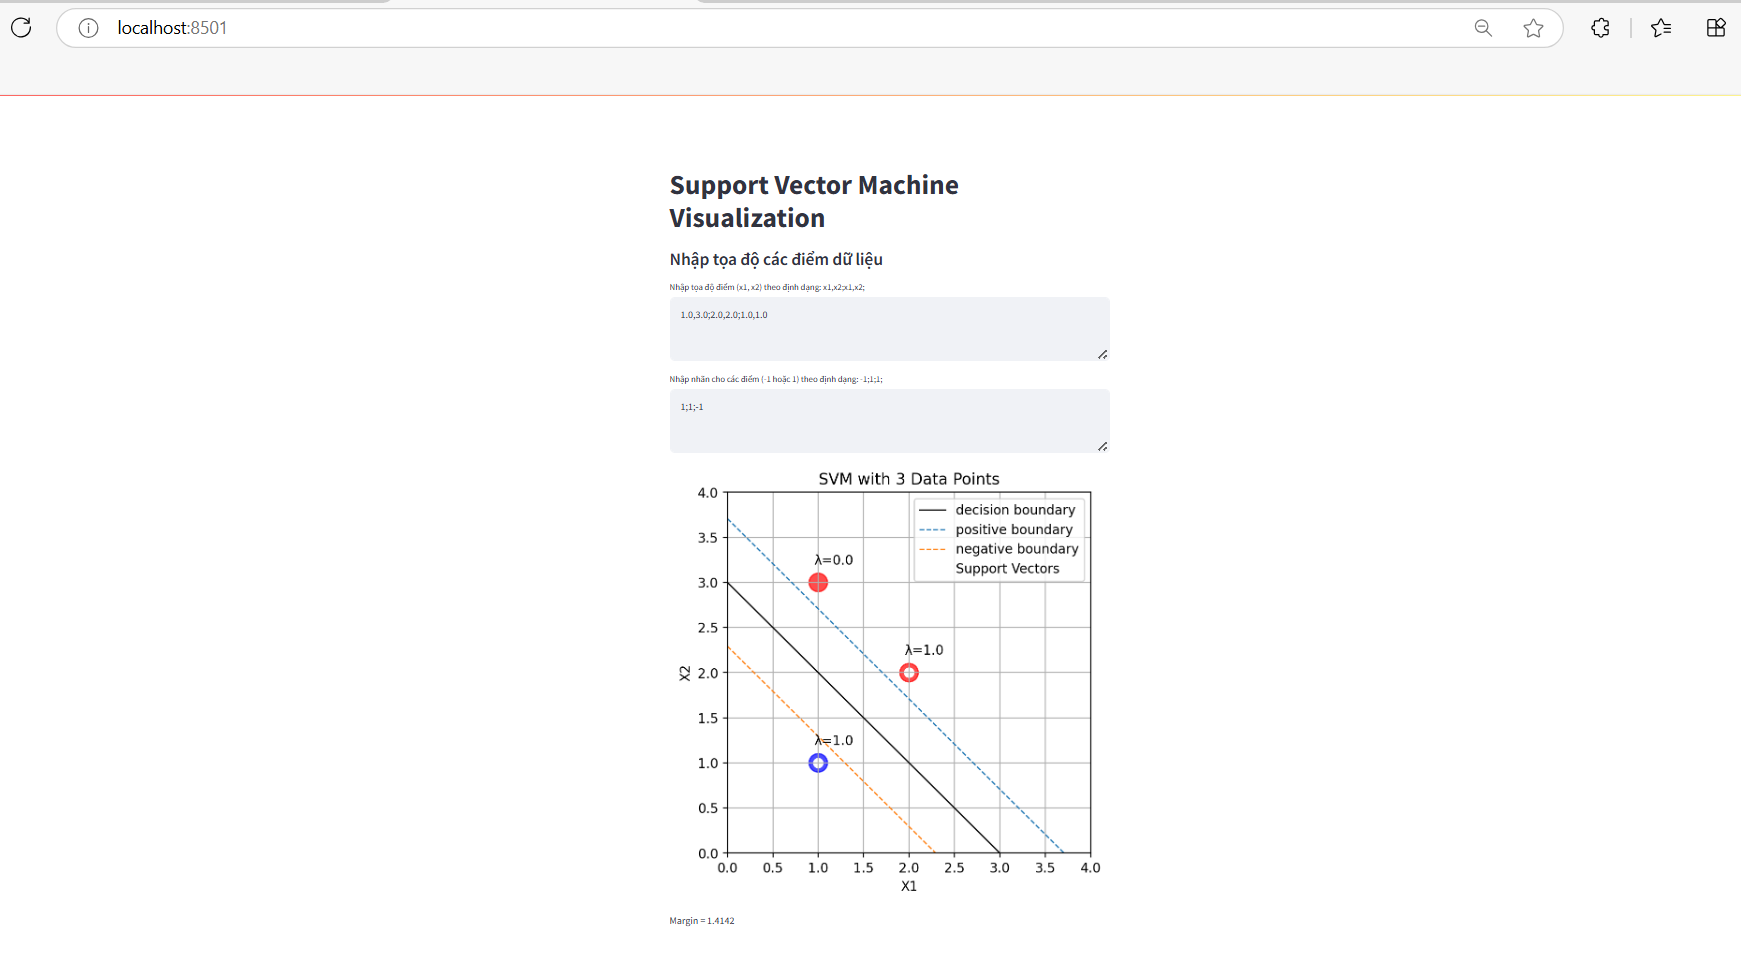 localhost:8501
Support Vector Machine
Visualization
Nhập tọa độ các điểm dữ liệu
Nhập tọa độ điểm (x1, x2) theo định dạng: x1,x2;x1,x2;
1.0,3.0;2.0,2.0;1.0,1.0
Nhập nhãn cho các điểm (-1 hoặc 1) theo định dạng: -1;1;1;
1;1;-1
SVM with 3 Data Points
decision boundary
positive boundary
negative boundary
Support Vectors
4.0
3.5
3.0
2.5
2.0
1.5
1.0
0.5
0.0
X2
λ=0.0
λ=1.0
λ=1.0
0.0 0.5 1.0 1.5 2.0 2.5 3.0 3.5 4.0
X1
Margin = 1.4142